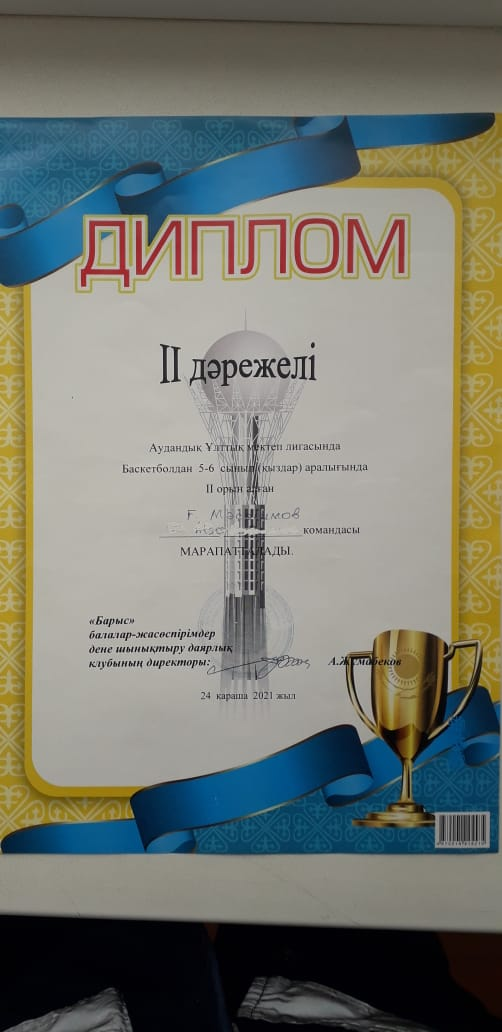 ДИПЛОМ
II дәрежелі
Аудандық Ұлттық мектеп лигасында
Баскетболдан 5-6 сынып (қыздар) аралығында
II орын алған
Ғ.
командасы
МАРАПАТТАЛАДЫ.
«Барыс»
балалар-жасөспірімдер
дене шынықтыру даярлық
клубының директоры:
24 қараша 2021 жыл